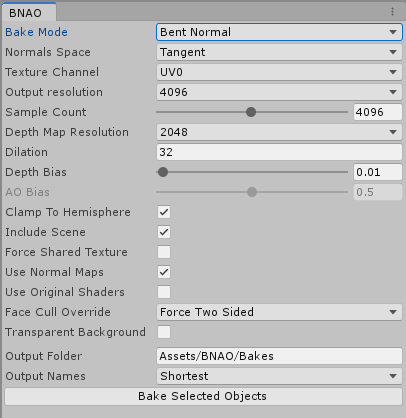 BNAO
Bake Mode Bent Normal
Normals Space Tangent
Texture Channel UV0
Output resolution 4096
Sample Count 4096
Depth Map Resolution 2048
Dilation 32
Depth Bias 0.01
AO Bias 0.5
Clamp To Hemisphere
Include Scene
Force Shared Texture
Use Normal Maps
Use Original Shaders
Face Cull Override Force Two Sided
Transparent Background
Output Folder Assets/BNAO/Bakes
Output Names Shortest
Bake Selected Objects